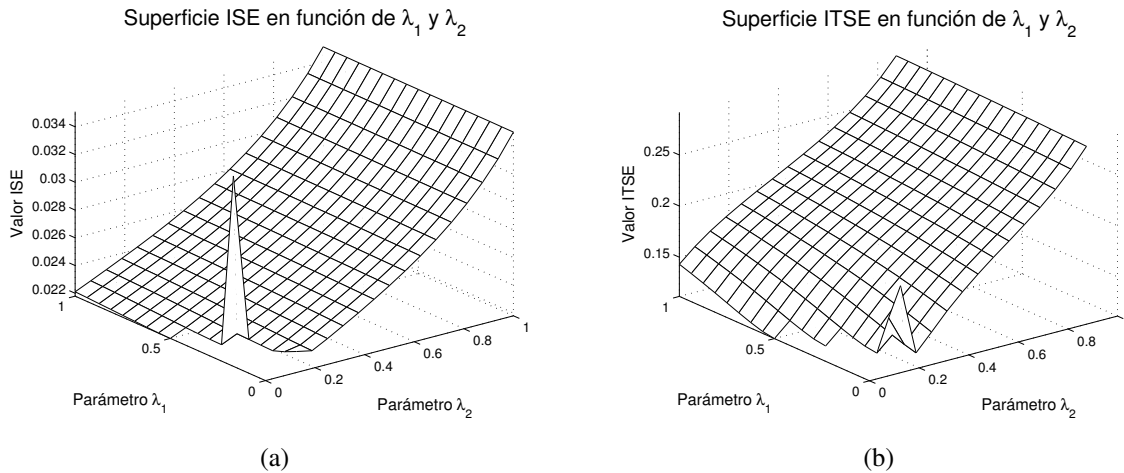 Superficie ISE en función de λ1 y λ2
0.034
0.032
0.03
0.028
0.026
0.024
0.022
Valor ISE
1
0.5
0
Parámetro λ1
0
0.2
0.4
0.6
0.8
1
Parámetro λ2
(a)
Superficie ITSE en función de λ1 y λ2
0.25
0.2
0.15
Valor ITSE
1
0.5
0
Parámetro λ1
0
0.2
0.4
0.6
0.8
1
Parámetro λ2
(b)